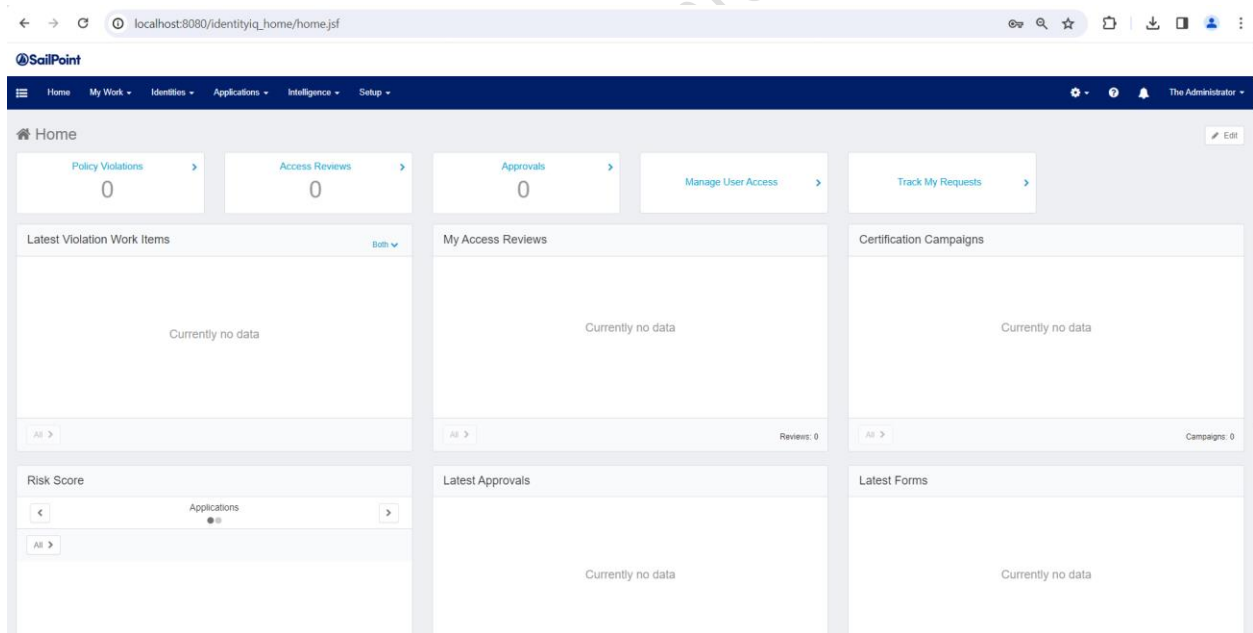 localhost:8080/identityiq_home/home.jsf
SailPoint
Home My Work Identities Applications Intelligence Setup The Administrator
Home Edit
Policy Violations Access Reviews Approvals Manage User Access Track My Requests
0 0 0
Latest Violation Work Items Both My Access Reviews Certification Campaigns
Currently no data Currently no data Currently no data
All All Reviews: 0 All Campaigns: 0
Risk Score Latest Approvals Latest Forms
Applications
All
Currently no data Currently no data